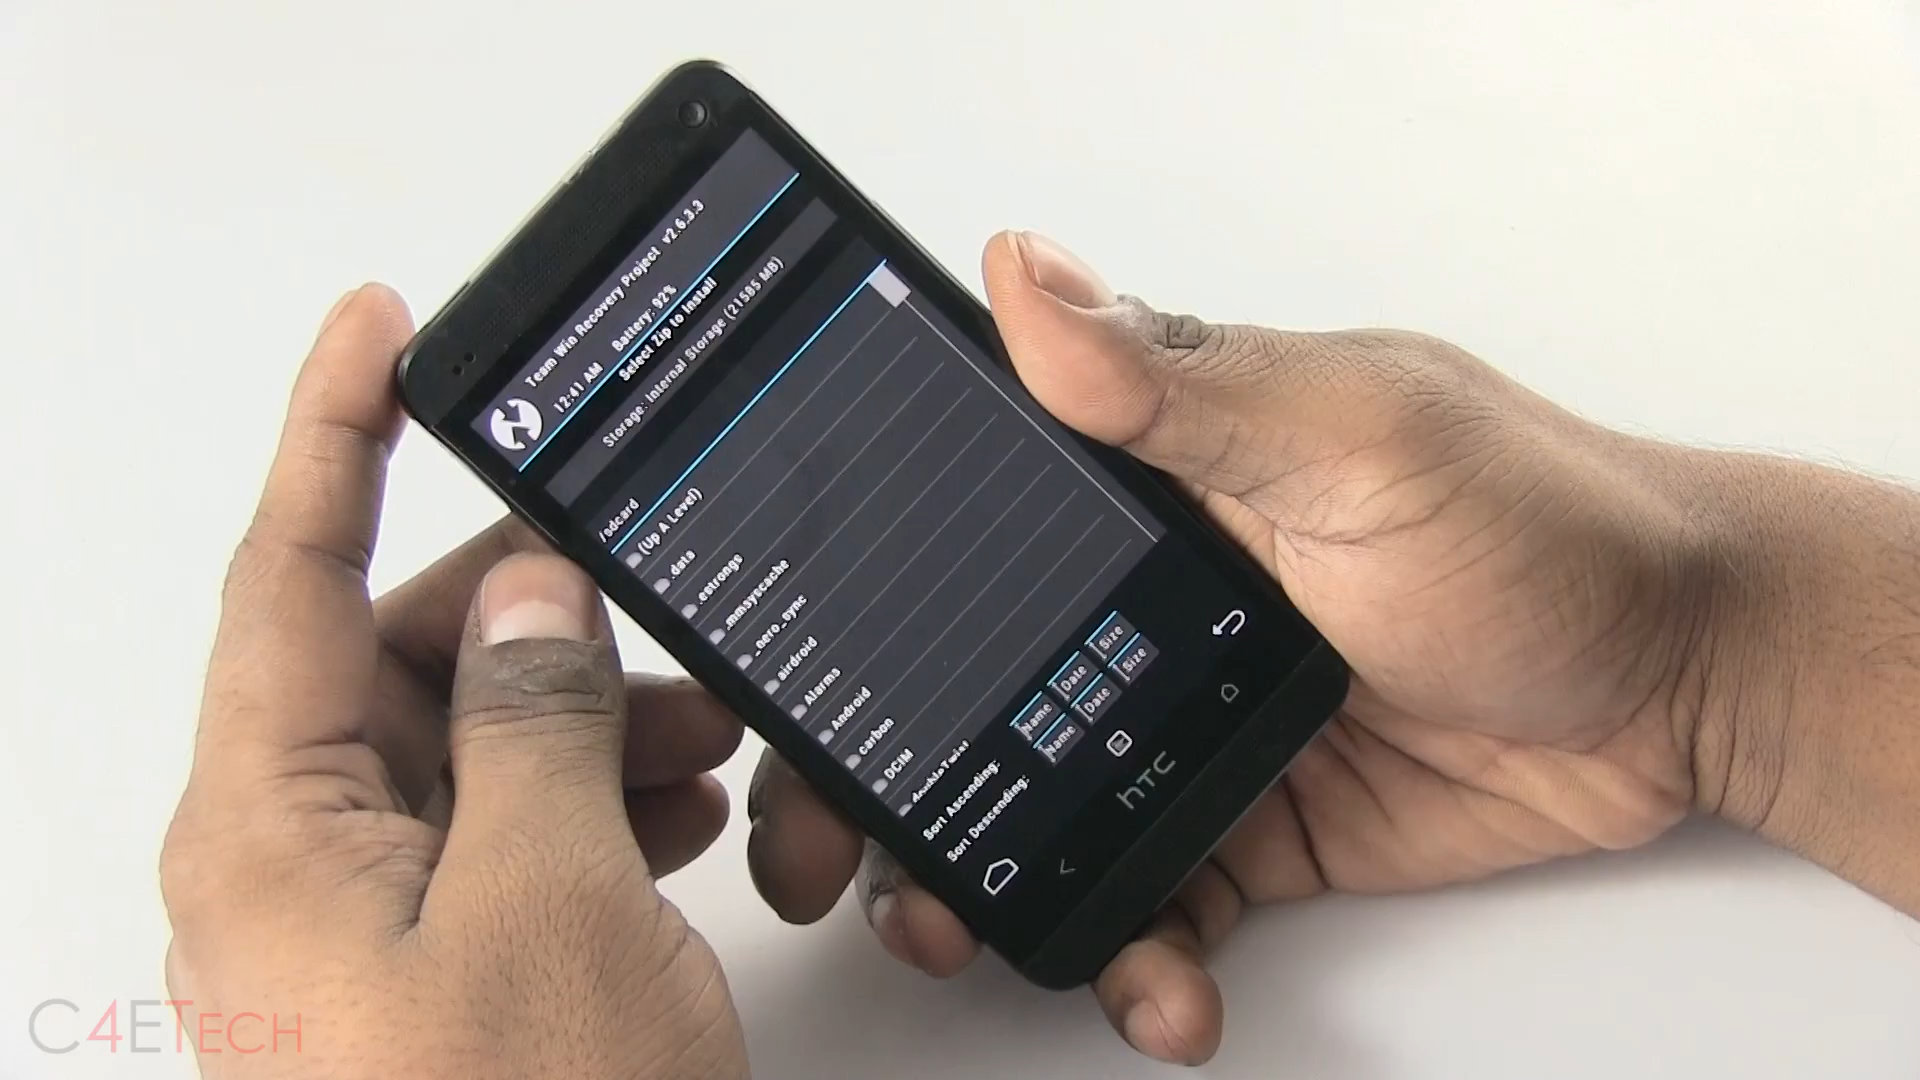 Team Win Recovery Project v2.6.3.3
12:41 AM Battery: 92%
Select Zip to Install
Storage: Internal Storage (21585 MB)
/sdcard
(Up A Level)
.data
.estrongs
.mmsyscache
_nero_sync
airdroid
Alarms
Android
carbon
DCIM
doubleTwist
Sort Ascending: Name Date Size
Sort Descending: Name Date Size
hTC
C4ETECH